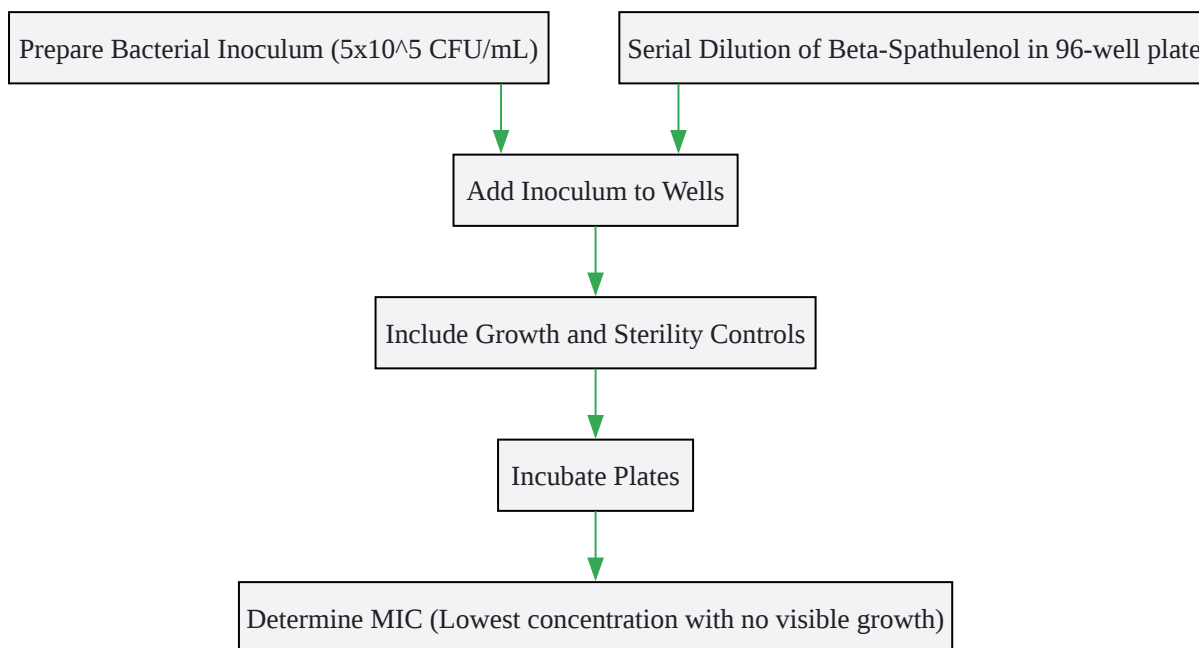 Prepare Bacterial Inoculum (5x10^5 CFU/mL)
Serial Dilution of Beta-Spathulenol in 96-well plate
Add Inoculum to Wells
Include Growth and Sterility Controls
Incubate Plates
Determine MIC (Lowest concentration with no visible growth)